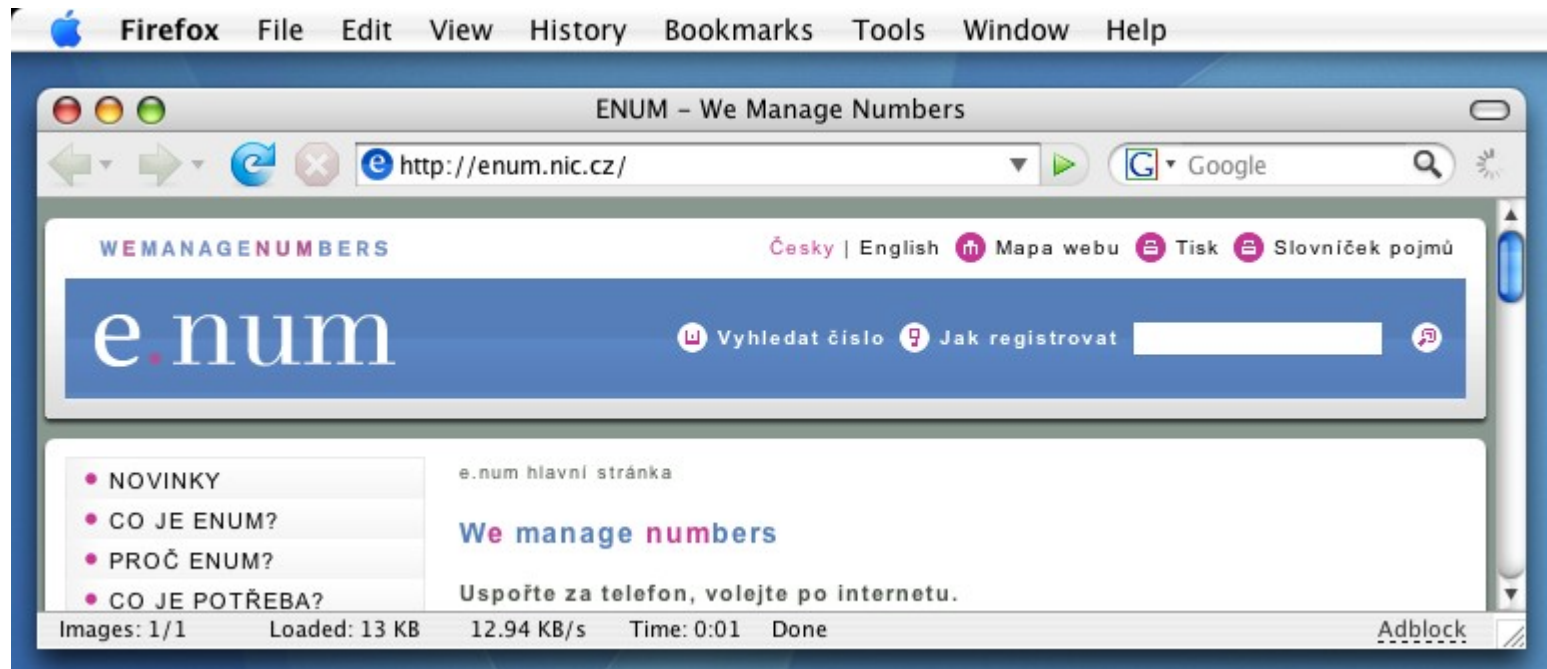 Firefox File Edit View History Bookmarks Tools Window Help
ENUM – We Manage Numbers
http://enum.nic.cz/ G Google
WEMANAGENUMBERS Česky | English Mapa webu Tisk Slovníček pojmů
e.num Vyhledat číslo Jak registrovat
NOVINKY
CO JE ENUM?
PROČ ENUM?
CO JE POTŘEBA?
e.num hlavní stránka
We manage numbers
Uspořte za telefon, volejte po internetu.
Images: 1/1 Loaded: 13 KB 12.94 KB/s Time: 0:01 Done Adblock